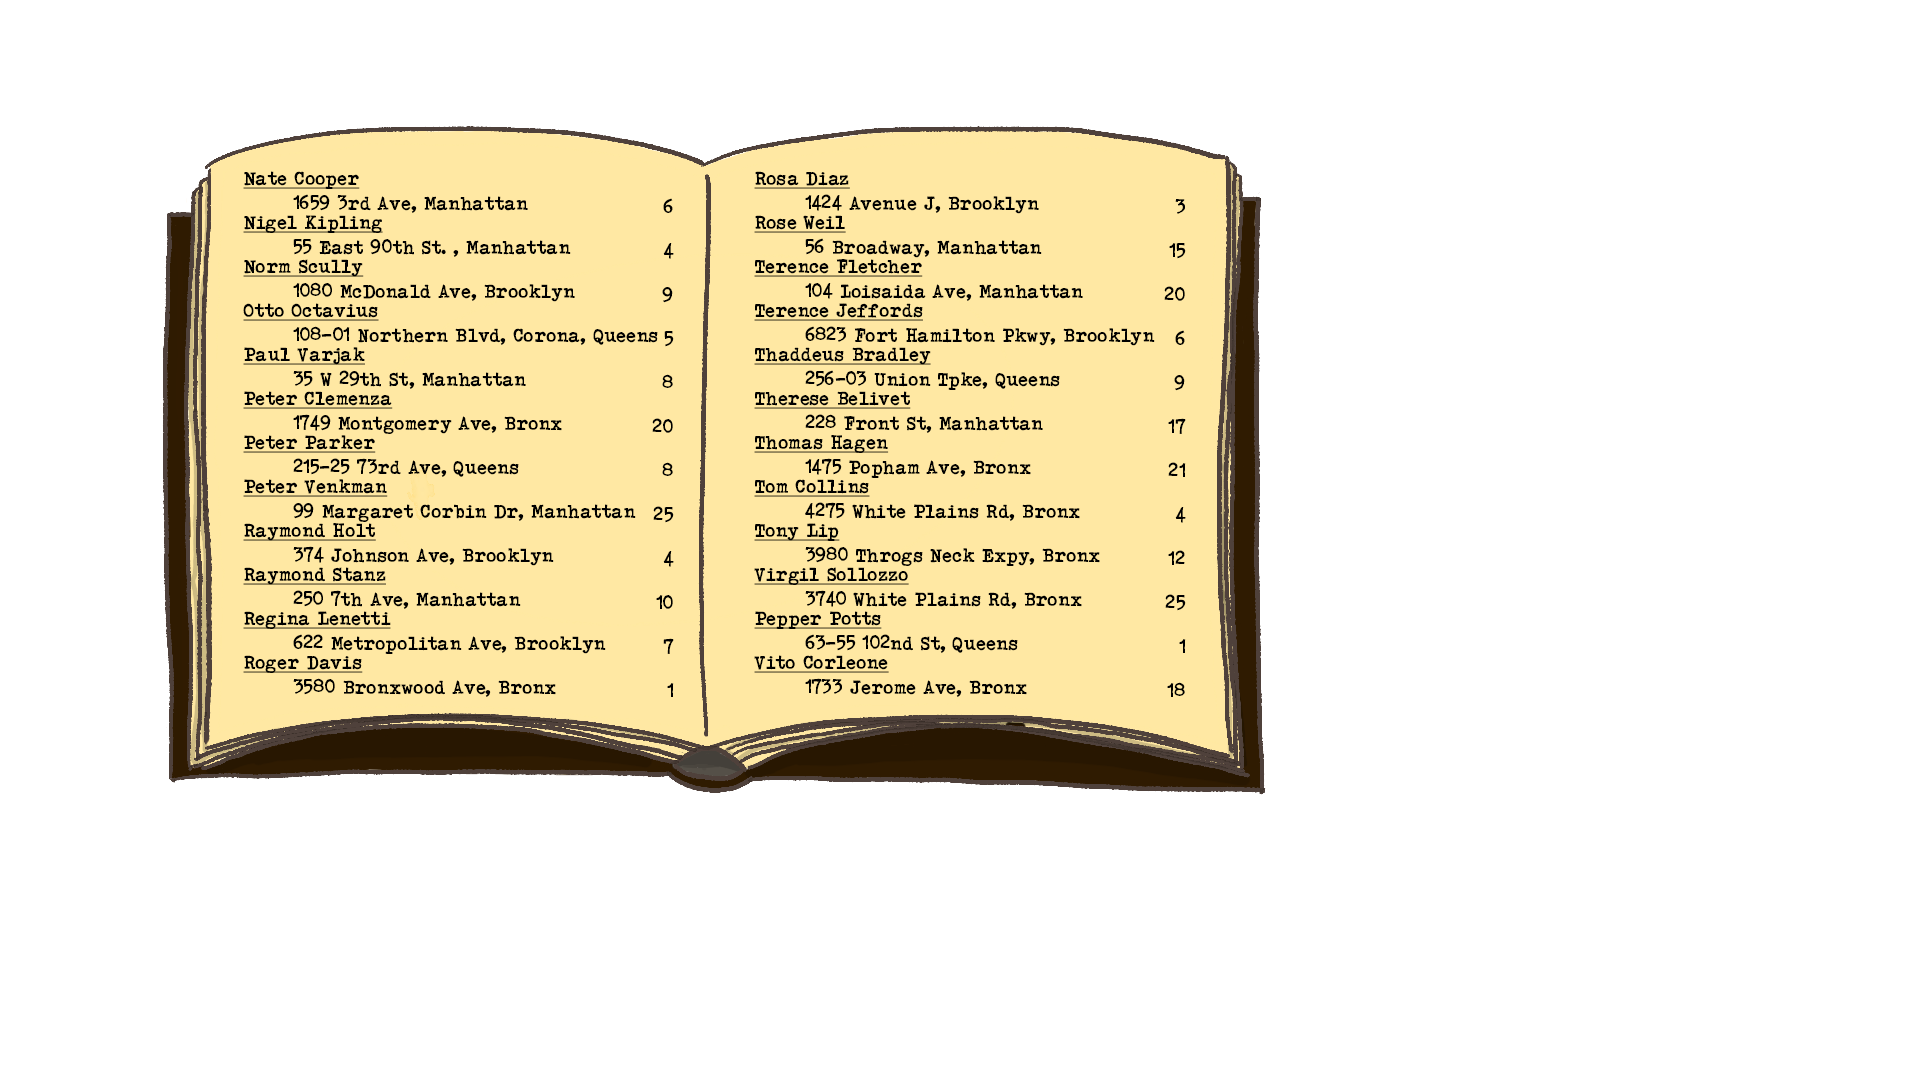 Nate Cooper
1659 3rd Ave, Manhattan 6
Nigel Kipling
55 East 90th St. , Manhattan 4
Norm Scully
1080 McDonald Ave, Brooklyn 9
Otto Octavius
108-01 Northern Blvd, Corona, Queens 5
Paul Varjak
35 W 29th St, Manhattan 8
Peter Clemenza
1749 Montgomery Ave, Bronx 20
Peter Parker
215-25 73rd Ave, Queens 8
Peter Venkman
99 Margaret Corbin Dr, Manhattan 25
Raymond Holt
374 Johnson Ave, Brooklyn 4
Raymond Stanz
250 7th Ave, Manhattan 10
Regina Lenetti
622 Metropolitan Ave, Brooklyn 7
Roger Davis
3580 Bronxwood Ave, Bronx 1
Rosa Diaz
1424 Avenue J, Brooklyn 3
Rose Weil
56 Broadway, Manhattan 15
Terence Fletcher
104 Loisaida Ave, Manhattan 20
Terence Jeffords
6823 Fort Hamilton Pkwy, Brooklyn 6
Thaddeus Bradley
256-03 Union Tpke, Queens 9
Therese Belivet
228 Front St, Manhattan 17
Thomas Hagen
1475 Popham Ave, Bronx 21
Tom Collins
4275 White Plains Rd, Bronx 4
Tony Lip
3980 Throgs Neck Expy, Bronx 12
Virgil Sollozzo
3740 White Plains Rd, Bronx 25
Pepper Potts
63-55 102nd St, Queens 1
Vito Corleone
1733 Jerome Ave, Bronx 18